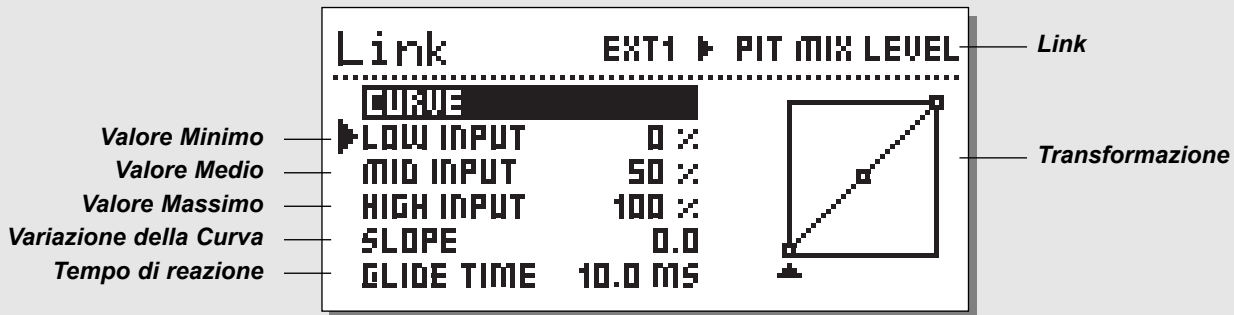 Link EXT1 ▶ PIT MIX LEVEL
Link
CURVE
Valore Minimo
LOW INPUT 0 %
Valore Medio
MID INPUT 50 %
Transformazione
Valore Massimo
HIGH INPUT 100 %
Variazione della Curva
SLOPE 0.0
Tempo di reazione
GLIDE TIME 10.0 MS